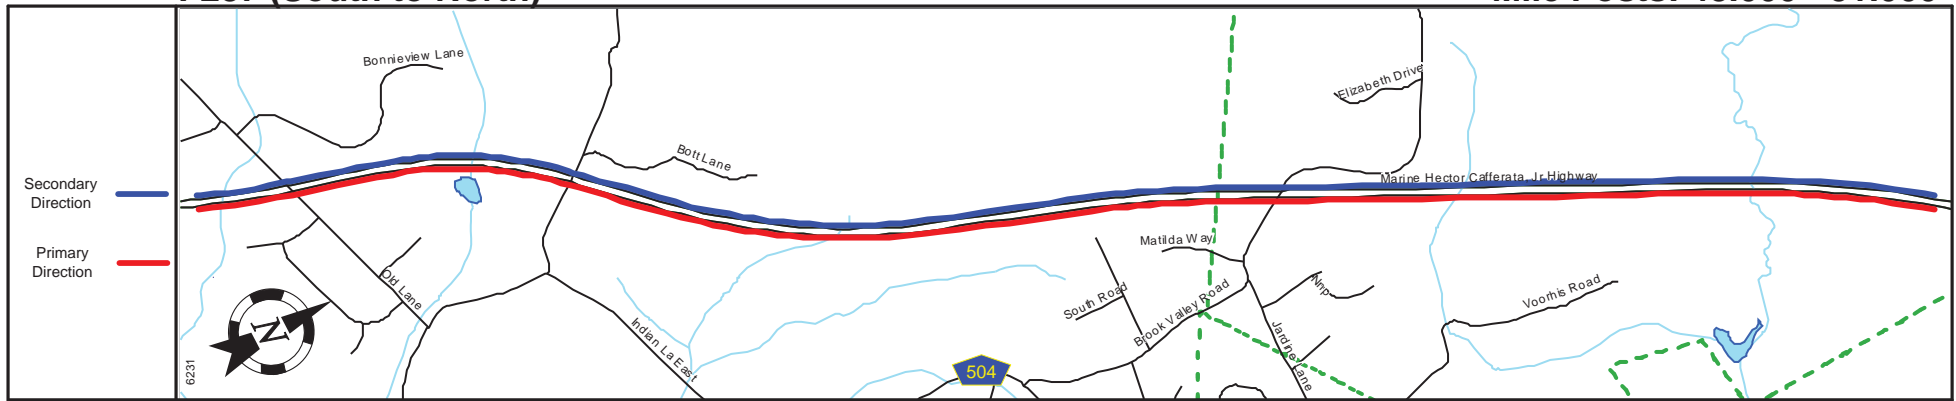 Secondary
Direction
Primary
Direction
Bonnieview Lane
Bott Lane
Elizabeth Drive
Marine Hector Cafferata, Jr Highway
Matilda Way
South Road
Brook Valley Road
Nnp
Jardine Lane
Voorhis Road
Old Lane
Indian La East
504
N
6231